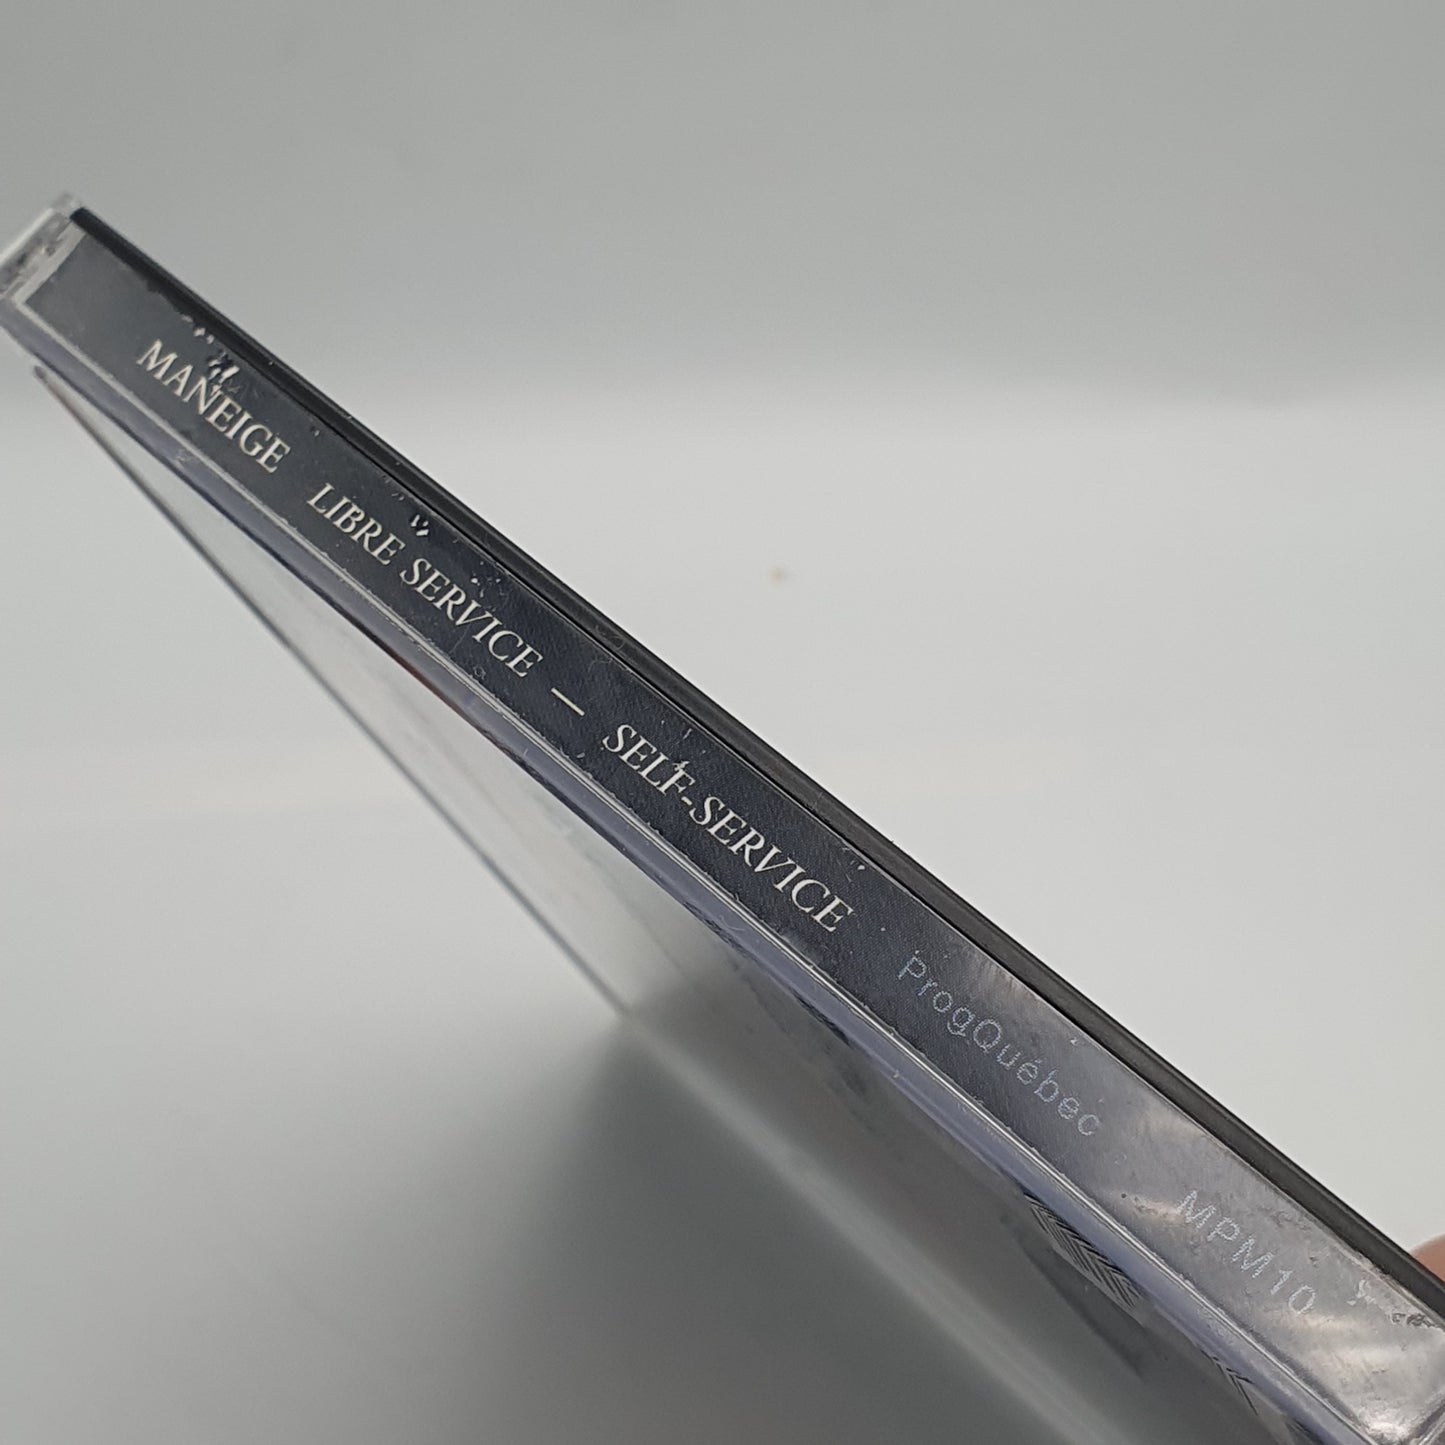 MANEIGE LIBRE SERVICE — SELF-SERVICE ProgQuébec MPM10